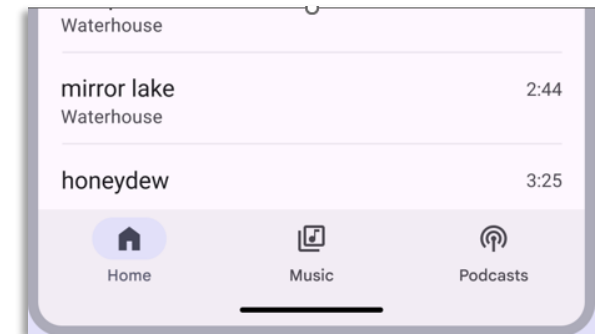 Waterhouse
mirror lake 2:44
Waterhouse
honeydew 3:25
Home Music Podcasts